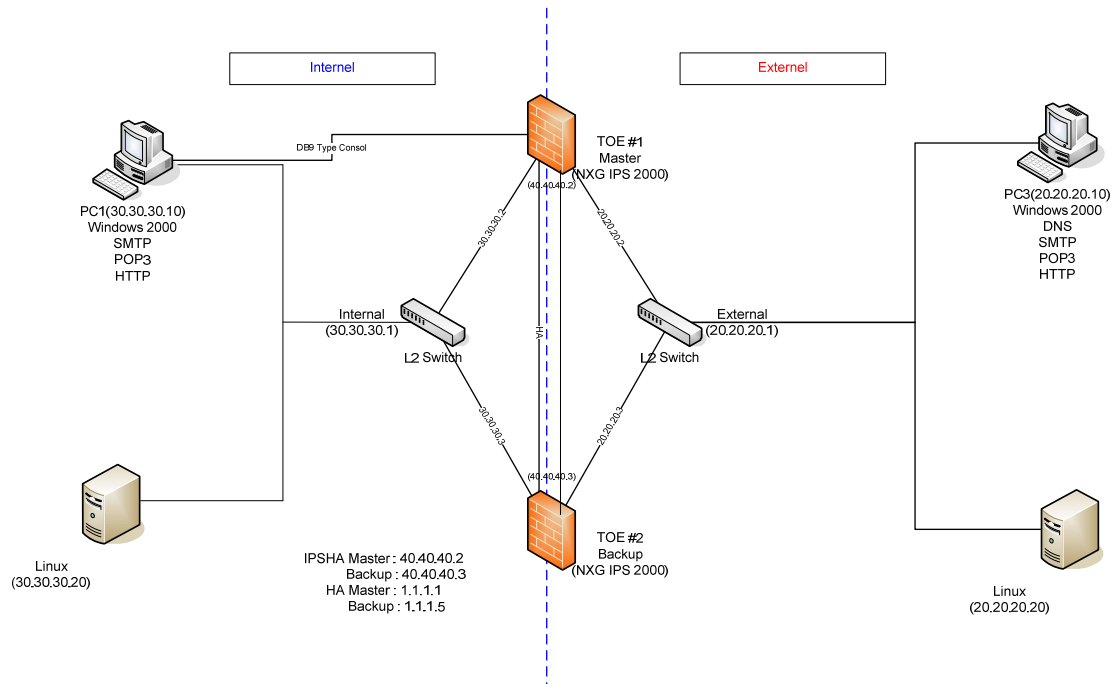 Internel
Externel
DB9 Type Consol
TOE #1
Master
(NXG IPS 2000)
(40.40.40.2)
PC1(30.30.30.10)
Windows 2000
SMTP
POP3
HTTP
PC3(20.20.20.10)
Windows 2000
DNS
SMTP
POP3
HTTP
30.30.30.2
20.20.20.2
Internal
(30.30.30.1)
L2 Switch
HA
External
(20.20.20.1)
L2 Switch
30.30.30.3
20.20.20.3
(40.40.40.3)
TOE #2
Backup
(NXG IPS 2000)
IPSHA Master : 40.40.40.2
Backup : 40.40.40.3
HA Master : 1.1.1.1
Backup : 1.1.1.5
Linux
(30.30.30.20)
Linux
(20.20.20.20)